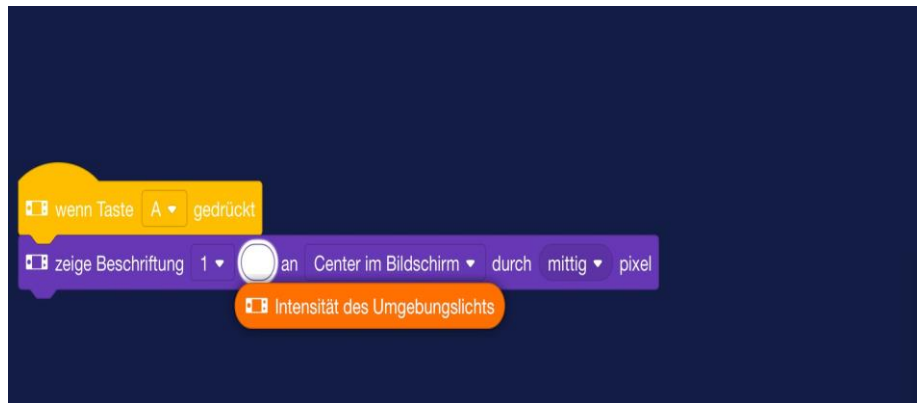 wenn Taste A gedrückt
zeige Beschriftung 1 an Center im Bildschirm durch mittig pixel
Intensität des Umgebungslichts